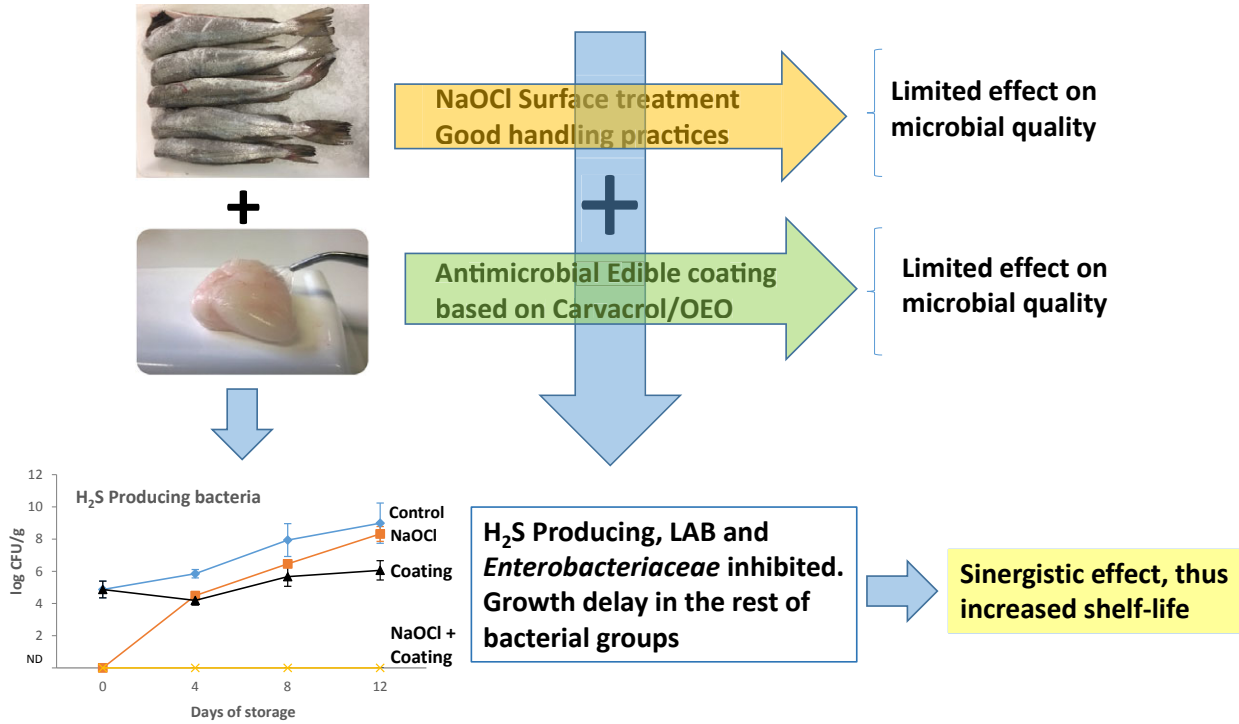 NaOCl Surface treatment
Good handling practices
Limited effect on
microbial quality
+
+
Antimicrobial Edible coating
based on Carvacrol/OEO
Limited effect on
microbial quality
H₂S Producing bacteria
log CFU/g
12
10
8
6
4
2
ND
0
4
8
12
Days of storage
Control
NaOCl
Coating
NaOCl +
Coating
H₂S Producing, LAB and
Enterobacteriaceae inhibited.
Growth delay in the rest of
bacterial groups
Sinergistic effect, thus
increased shelf-life